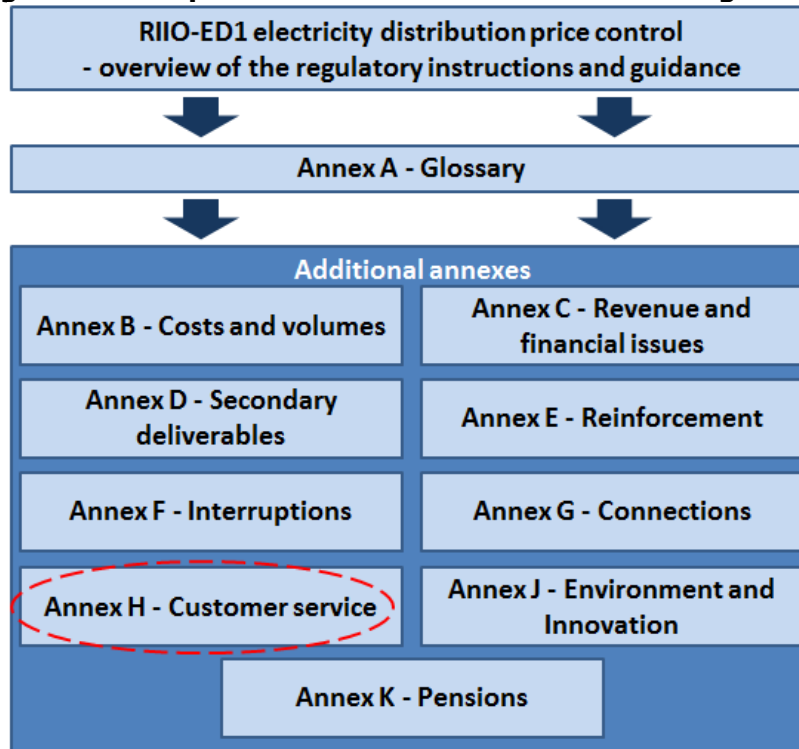 RIIO-ED1 electricity distribution price control
- overview of the regulatory instructions and guidance
Annex A - Glossary
Additional annexes
Annex B - Costs and volumes
Annex C - Revenue and
financial issues
Annex D - Secondary
deliverables
Annex E - Reinforcement
Annex F - Interruptions
Annex G - Connections
Annex H - Customer service
Annex J - Environment and
Innovation
Annex K - Pensions